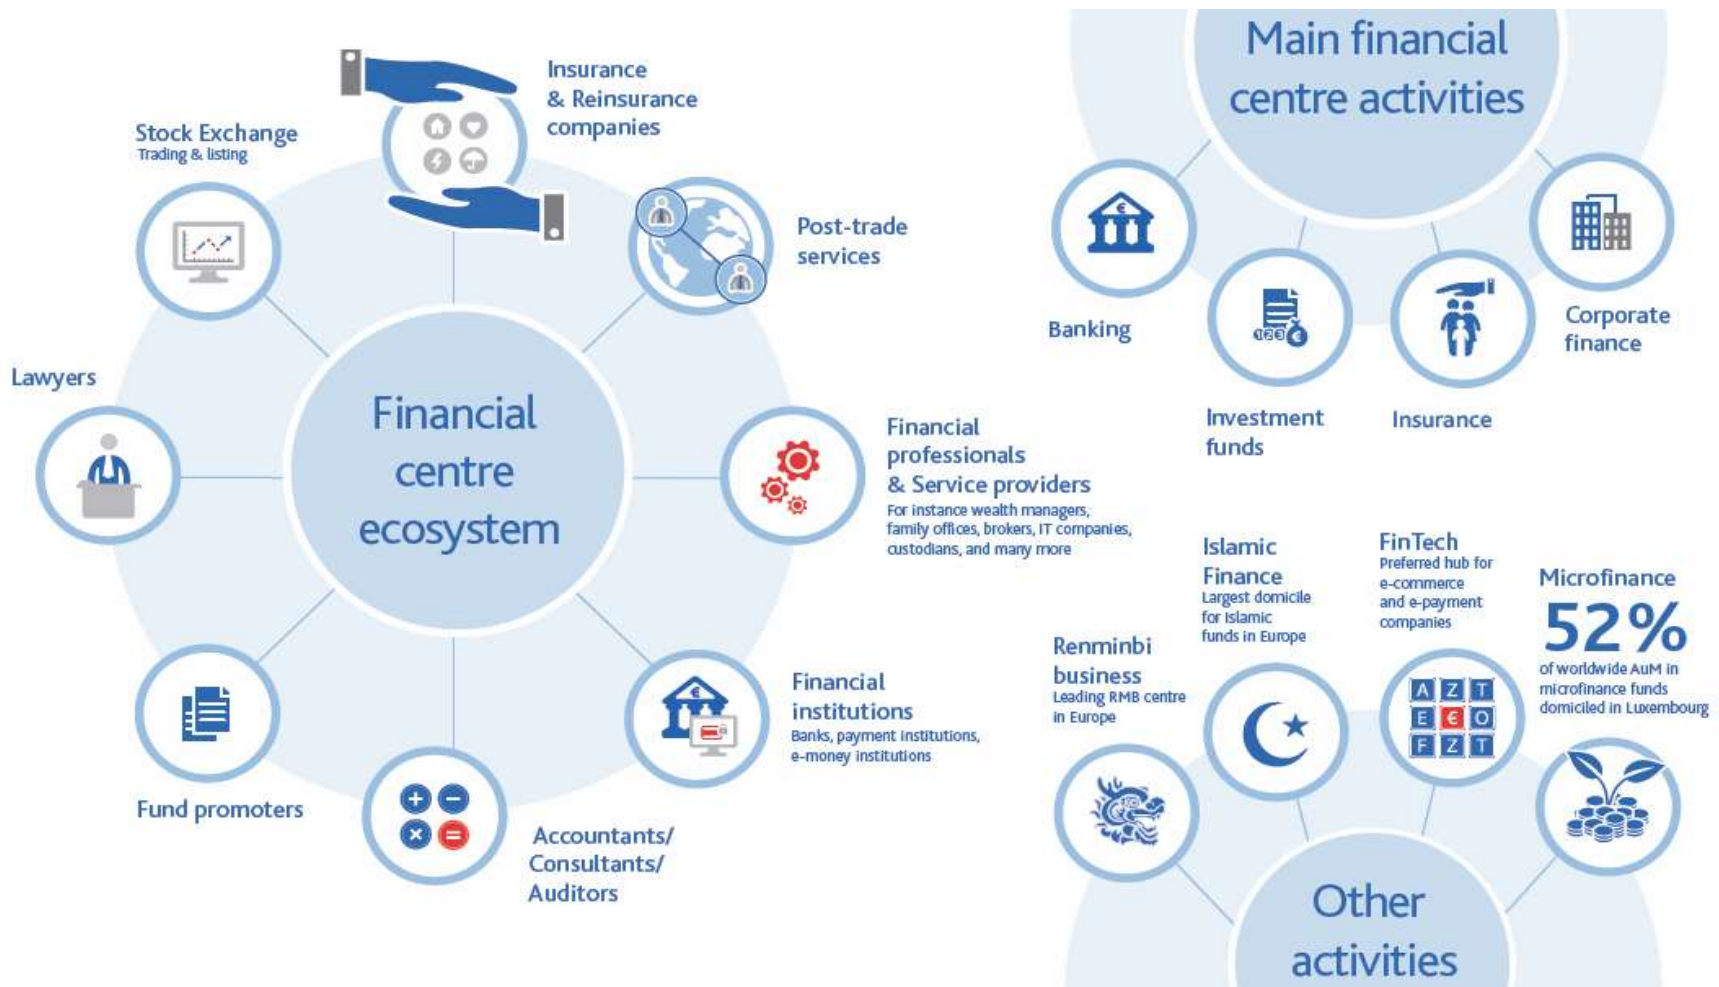 Insurance
& Reinsurance
companies
Stock Exchange
Trading & listing
Post-trade
services
Lawyers
Financial
centre
ecosystem
Financial
professionals
& Service providers
For instance wealth managers,
family offices, brokers, IT companies,
custodians, and many more
Financial
institutions
Banks, payment institutions,
e-money institutions
€
Fund promoters
+ −
× =
Accountants/
Consultants/
Auditors
Main financial
centre activities
€
Banking
1 2 3 €
Investment
funds
Insurance
Corporate
finance
Renminbi
business
Leading RMB centre
in Europe
Islamic
Finance
Largest domicile
for Islamic
funds in Europe
FinTech
Preferred hub for
e-commerce
and e-payment
companies
A Z T
E € O
F Z T
Microfinance
52%
of worldwide AuM in
microfinance funds
domiciled in Luxembourg
Other
activities